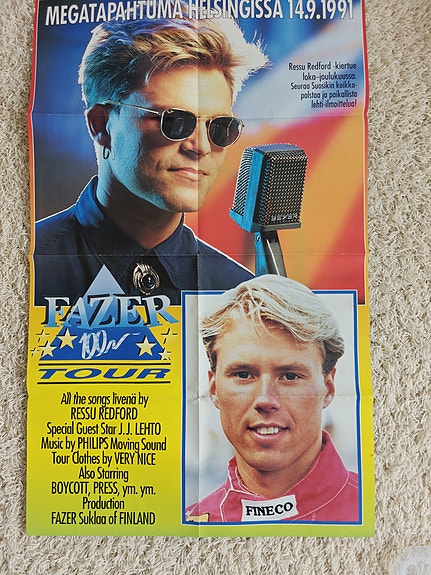 MEGATAPAHTUMA HELSINGISSÄ 14.9.1991
Ressu Redford -kiertue
loka-joulukuussa.
Seuraa Suosikin keikka-
palstaa ja paikallista
lehti-ilmoittelua!
FAZER
100
TOUR
All the songs livenä by
RESSU REDFORD
Special Guest Star J.J. LEHTO
Music by PHILIPS Moving Sound
Tour Clothes by VERY NICE
Also Starring
BOYCOTT, PRESS, ym. ym.
Production
FAZER Suklaa of FINLAND
FINECO